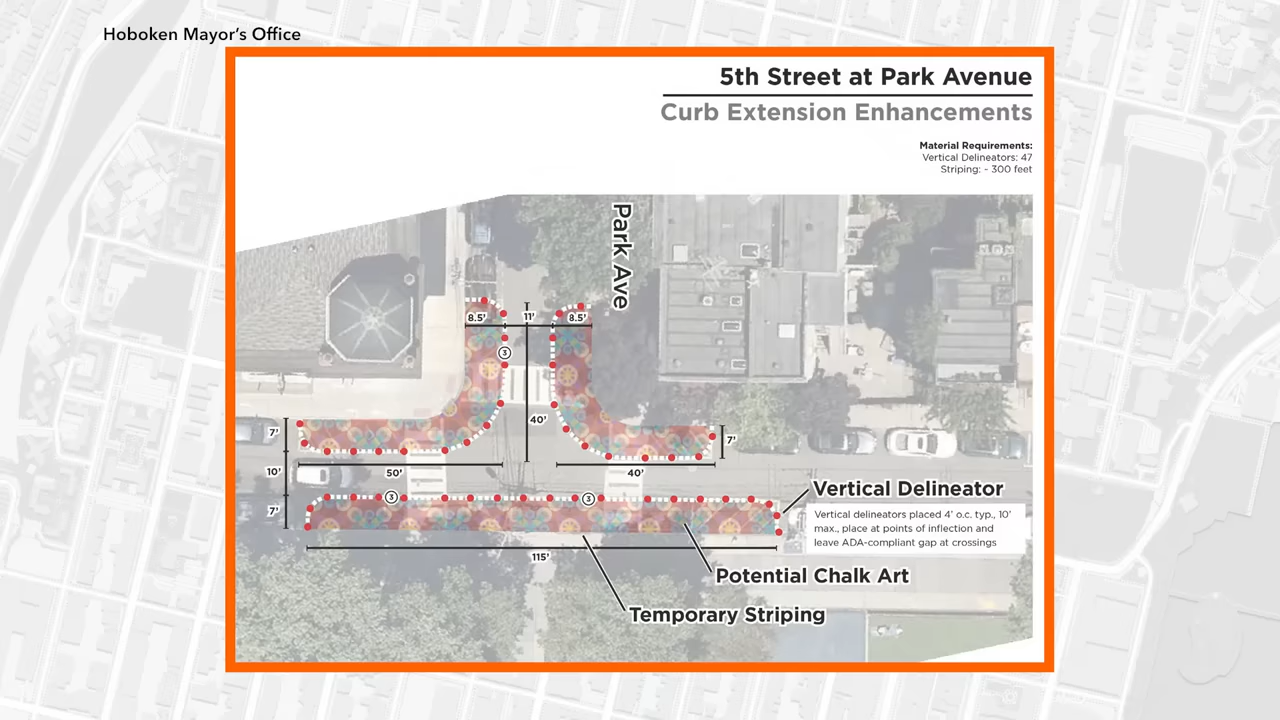 Hoboken Mayor's Office
5th Street at Park Avenue
Curb Extension Enhancements
Material Requirements:
Vertical Delineators: 47
Striping: ~ 300 feet
Park Ave
8.5'
11'
8.5'
3
40'
7'
7'
10'
50'
40'
3
3
7'
Vertical Delineator
Vertical delineators placed 4' o.c. typ., 10'
max., place at points of inflection and
leave ADA-compliant gap at crossings
115'
Potential Chalk Art
Temporary Striping